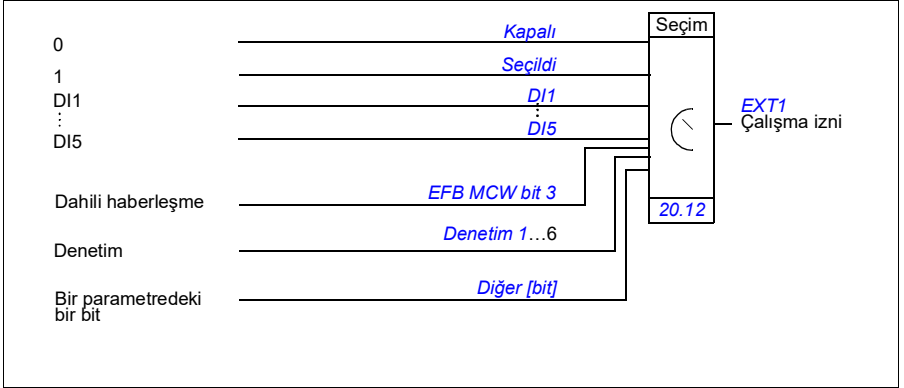 Seçim
0 Kapalı
1 Seçildi
DI1 DI1
⋮ ⋮
DI5 DI5
EXT1
Çalışma izni
Dahili haberleşme EFB MCW bit 3
20.12
Denetim Denetim 1…6
Bir parametredeki Diğer [bit]
bir bit